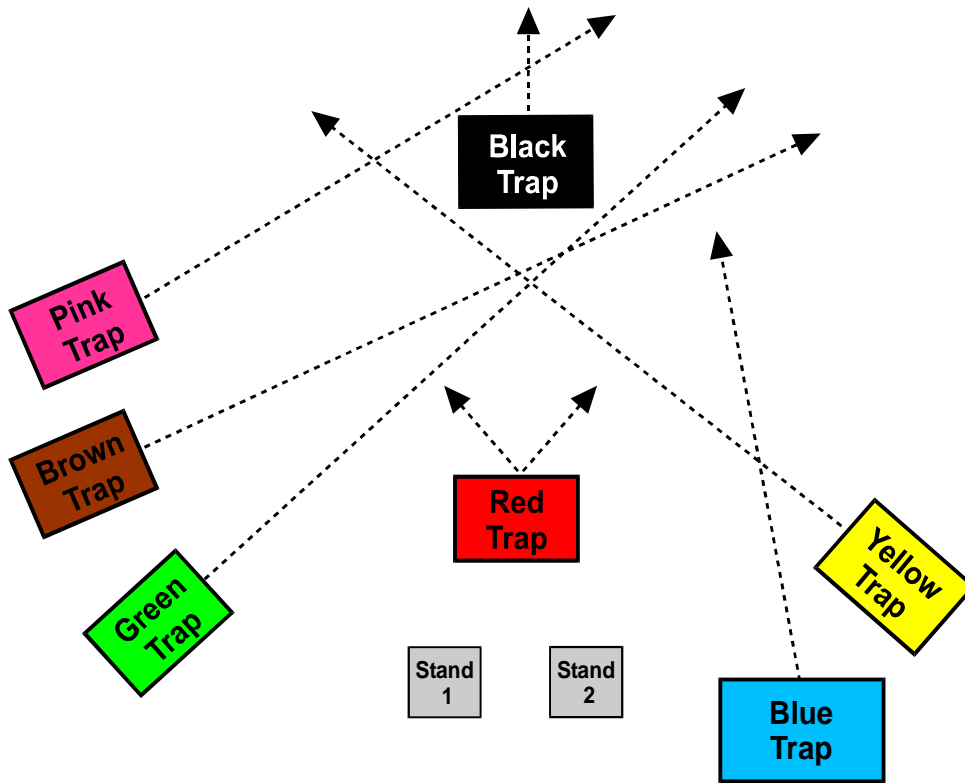 Black
Trap
Pink
Trap
Brown
Trap
Red
Trap
Yellow
Trap
Green
Trap
Stand
1
Stand
2
Blue
Trap